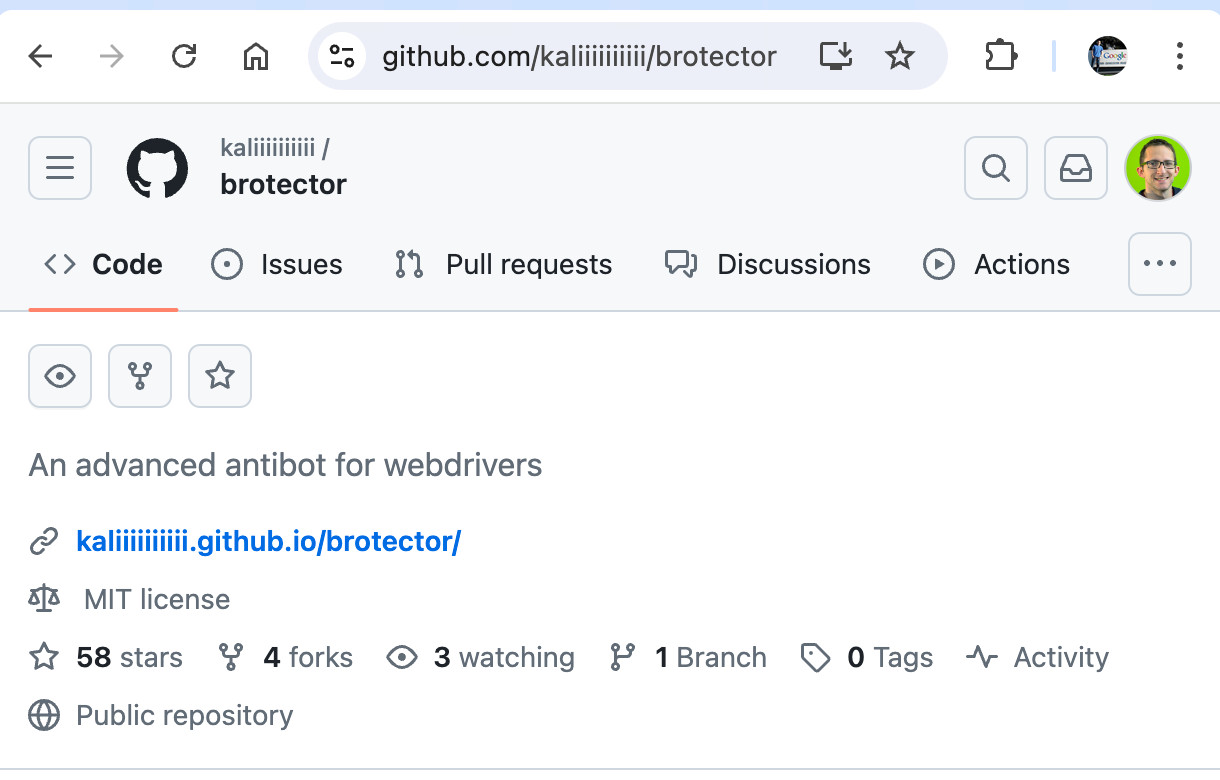 github.com/kaliiiiiiiiii/brotector
kaliiiiiiiiii /
brotector
Code Issues Pull requests Discussions Actions
An advanced antibot for webdrivers
kaliiiiiiiiii.github.io/brotector/
MIT license
58 stars 4 forks 3 watching 1 Branch 0 Tags Activity
Public repository